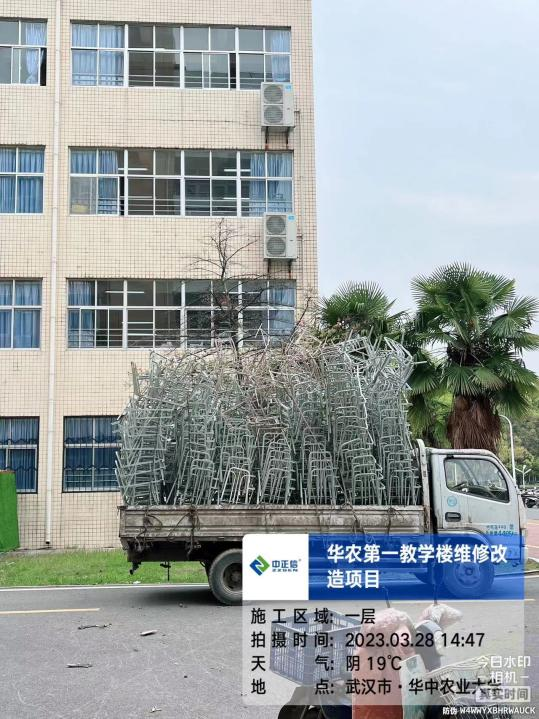 中正信
ZZXIN
华农第一教学楼维修改
造项目
施工区域:一层
拍摄时间:2023.03.28 14:47
天 气:阴 19℃
地 点:武汉市·华中农业大学
今日水印
相机
真实时间
防伪 W4WWYXBHRWAUCK